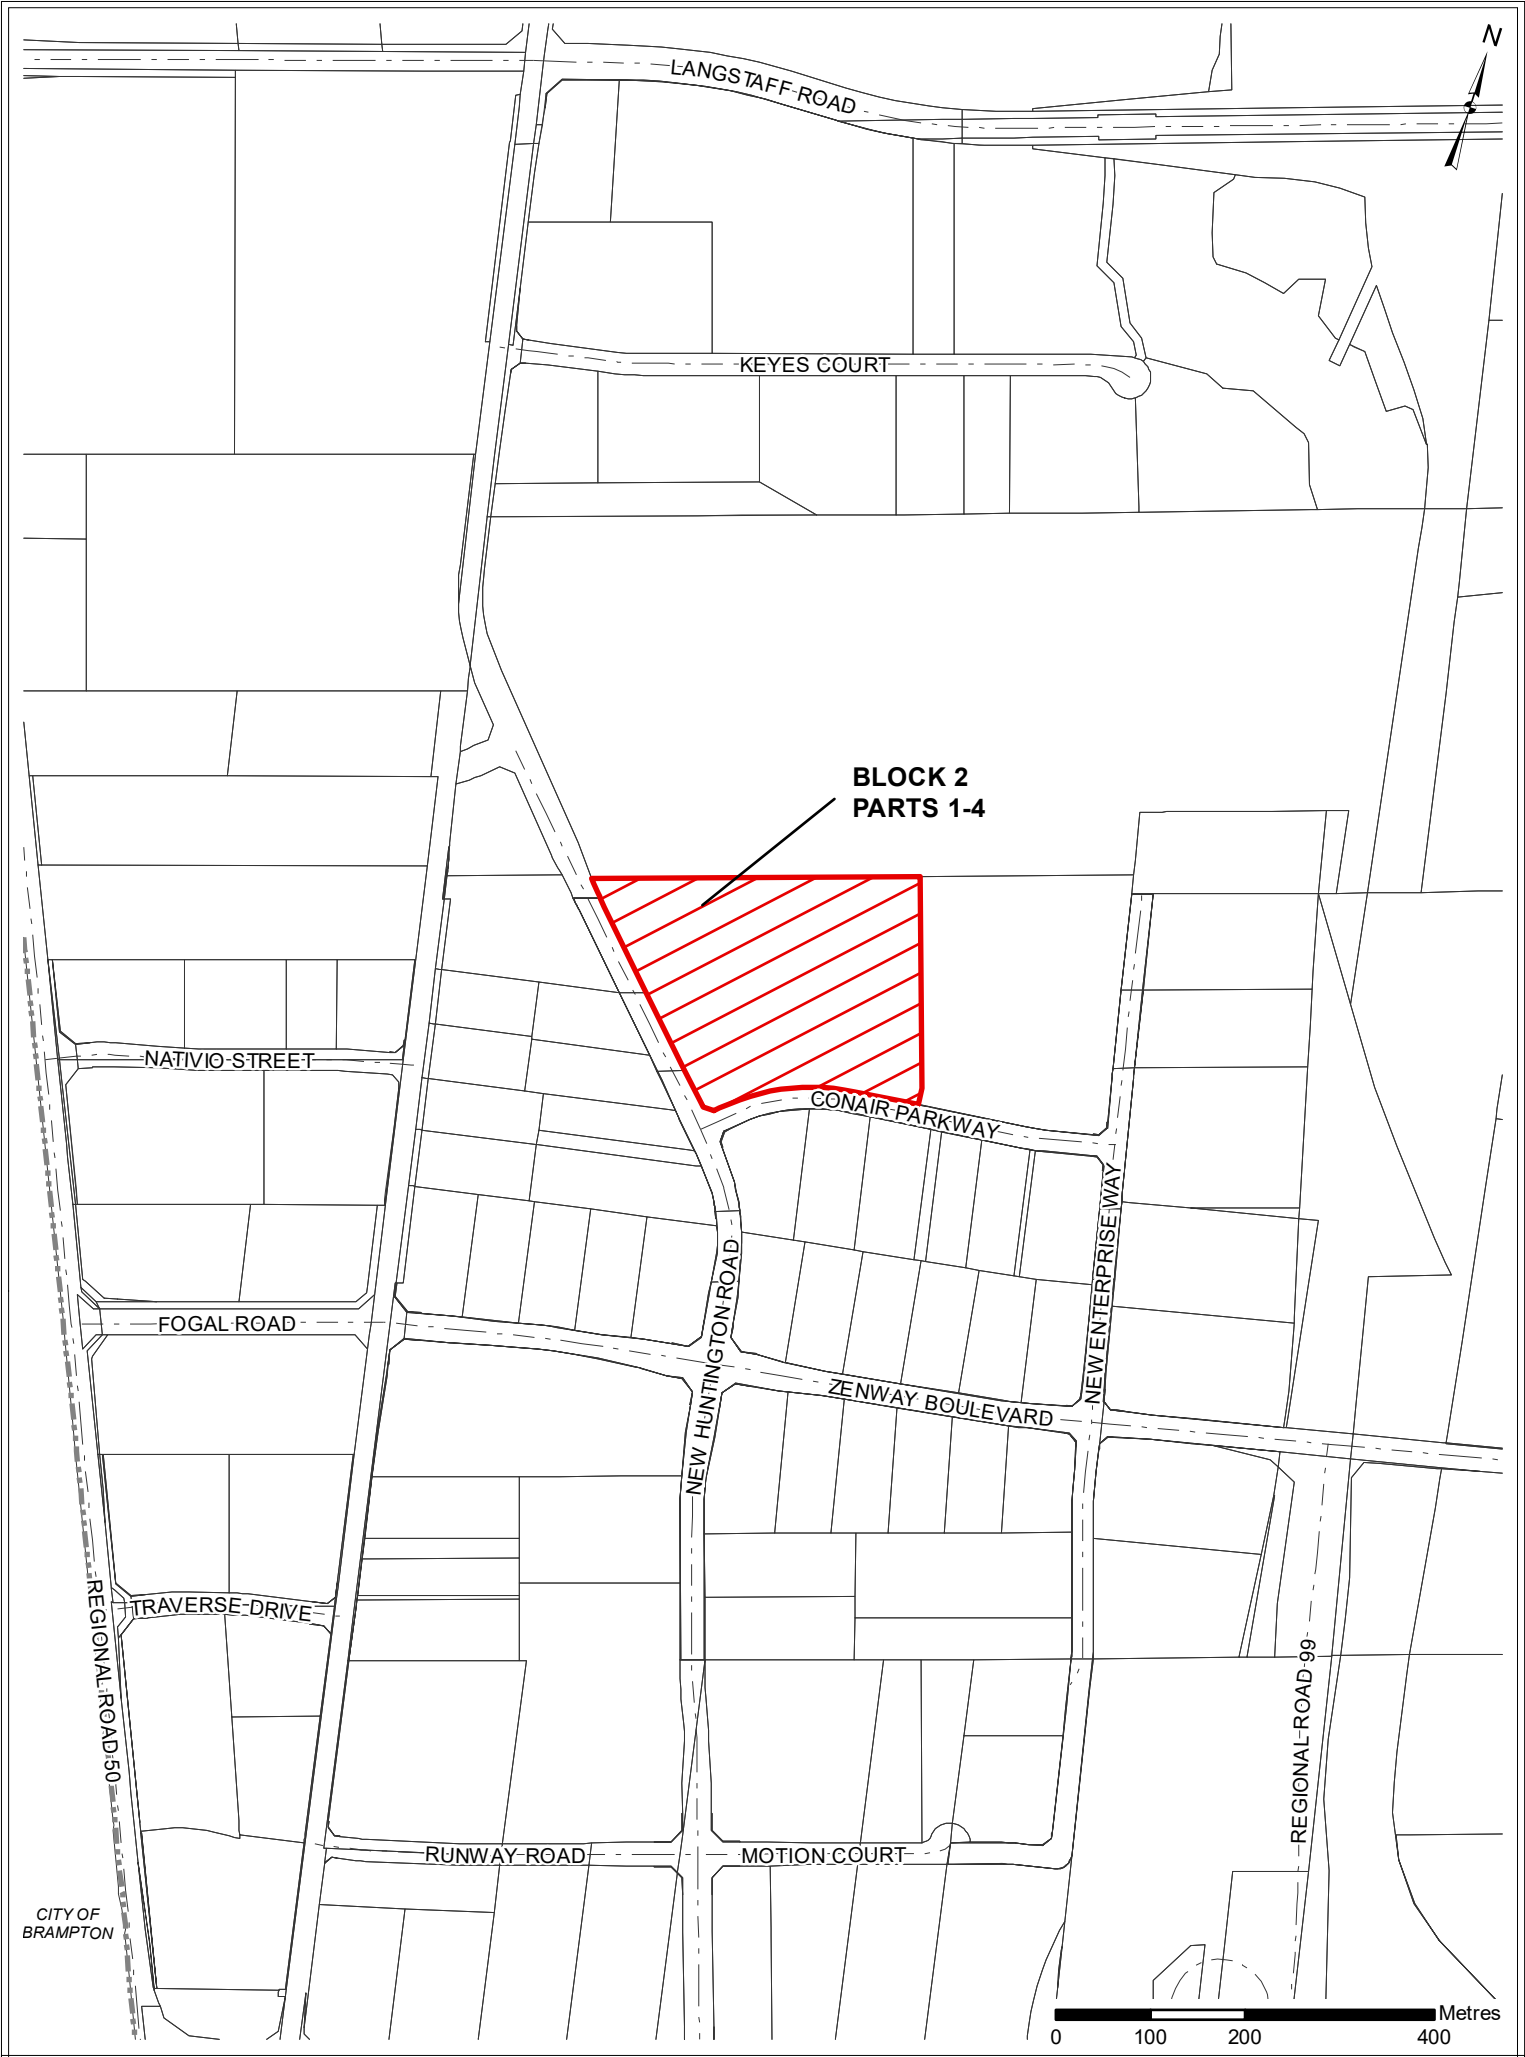 N
LANGSTAFF ROAD
KEYES COURT
BLOCK 2
PARTS 1-4
NATIVIO STREET
CONAIR PARKWAY
NEW ENTERPRISE WAY
NEW HUNTINGTON ROAD
FOGAL ROAD
ZENWAY BOULEVARD
TRAVERSE DRIVE
REGIONAL ROAD 50
REGIONAL ROAD 99
RUNWAY ROAD
MOTION COURT
CITY OF
BRAMPTON
Metres
0 100 200 400